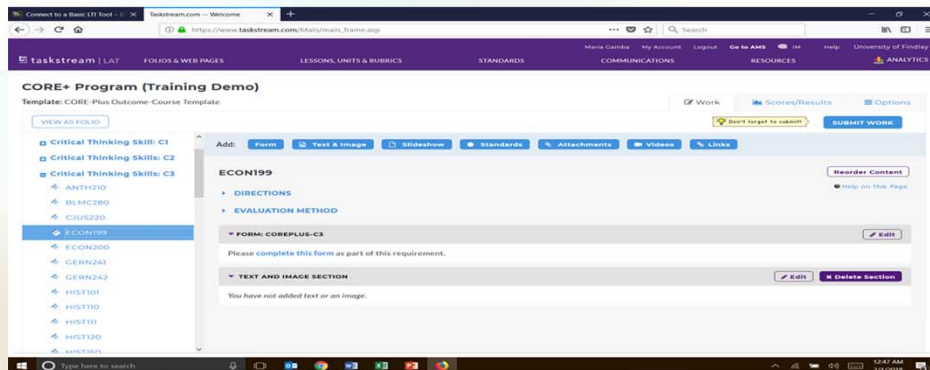 Connect to a Basic LTI Tool -
Taskstream.com -- Welcome
https://www.taskstream.com/Main/main_frame.asp
Search
Maria Gamba My Account Logout Go to AMS IM Help University of Findlay
taskstream | LAT FOLIOS & WEB PAGES LESSONS, UNITS & RUBRICS STANDARDS COMMUNICATIONS RESOURCES ANALYTICS
CORE+ Program (Training Demo)
Template: CORE-Plus Outcome-Course Template
Work Scores/Results Options
VIEW AS FOLIO
Don't forget to submit!
SUBMIT WORK
Critical Thinking Skill: C1
Critical Thinking Skills: C2
Critical Thinking Skills: C3
ANTH210
BLMC280
CJUS220
ECON199
ECON200
GERN241
GERN242
HIST101
HIST110
HIST111
HIST120
HIST150
Add: Form Text & Image Slideshow Standards Attachments Videos Links
ECON199
Reorder Content
Help on this Page
DIRECTIONS
EVALUATION METHOD
FORM: COREPLUS-C3
Edit
Please complete this form as part of this requirement.
TEXT AND IMAGE SECTION
Edit Delete Section
You have not added text or an image.
Type here to search
12:47 AM